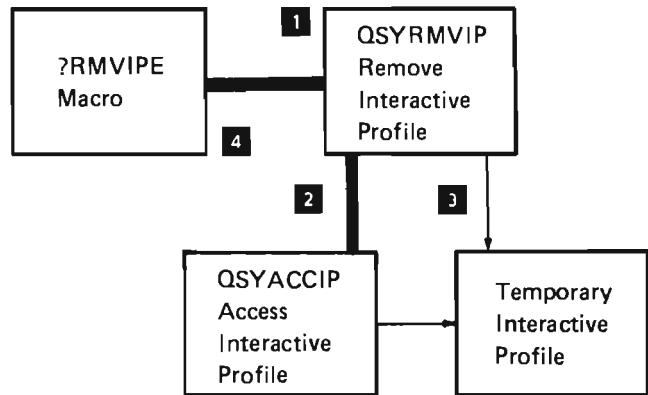 1
QSYRMVIP
Remove
Interactive
Profile
?RMVIPE
Macro
4
2
3
QSYACCIP
Access
Interactive
Profile
Temporary
Interactive
Profile